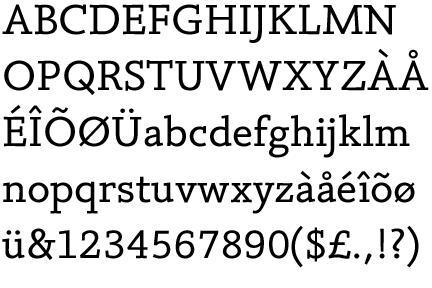 ABCDEFGHIJKLMN
OPQRSTUVWXYZÀÅ
ÉÎÕØÜabcdefghijklm
nopqrstuvwxyzàåéîõø
ü&1234567890($£.,!?)